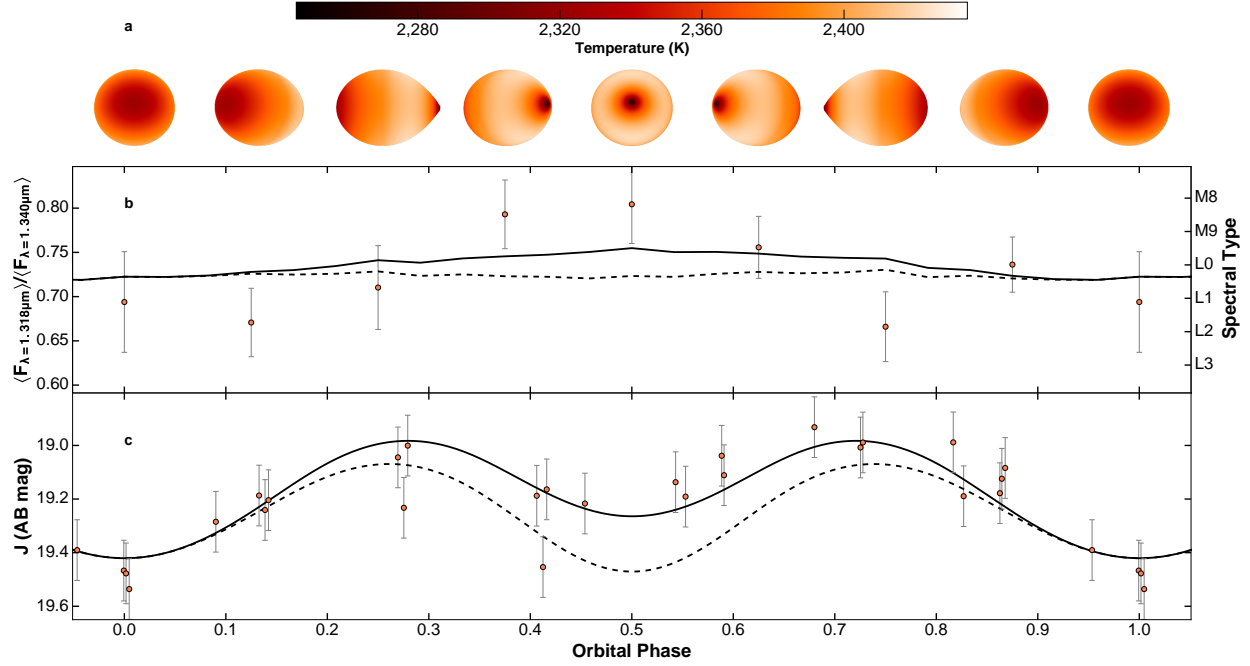 a
2,280 2,320 2,360 2,400
Temperature (K)
b
⟨F λ=1.318μm⟩/⟨F λ=1.340μm⟩
0.80
0.75
0.70
0.65
0.60
M8
M9
L0
L1
L2
L3
Spectral Type
c
J (AB mag)
19.0
19.2
19.4
19.6
0.0 0.1 0.2 0.3 0.4 0.5 0.6 0.7 0.8 0.9 1.0
Orbital Phase